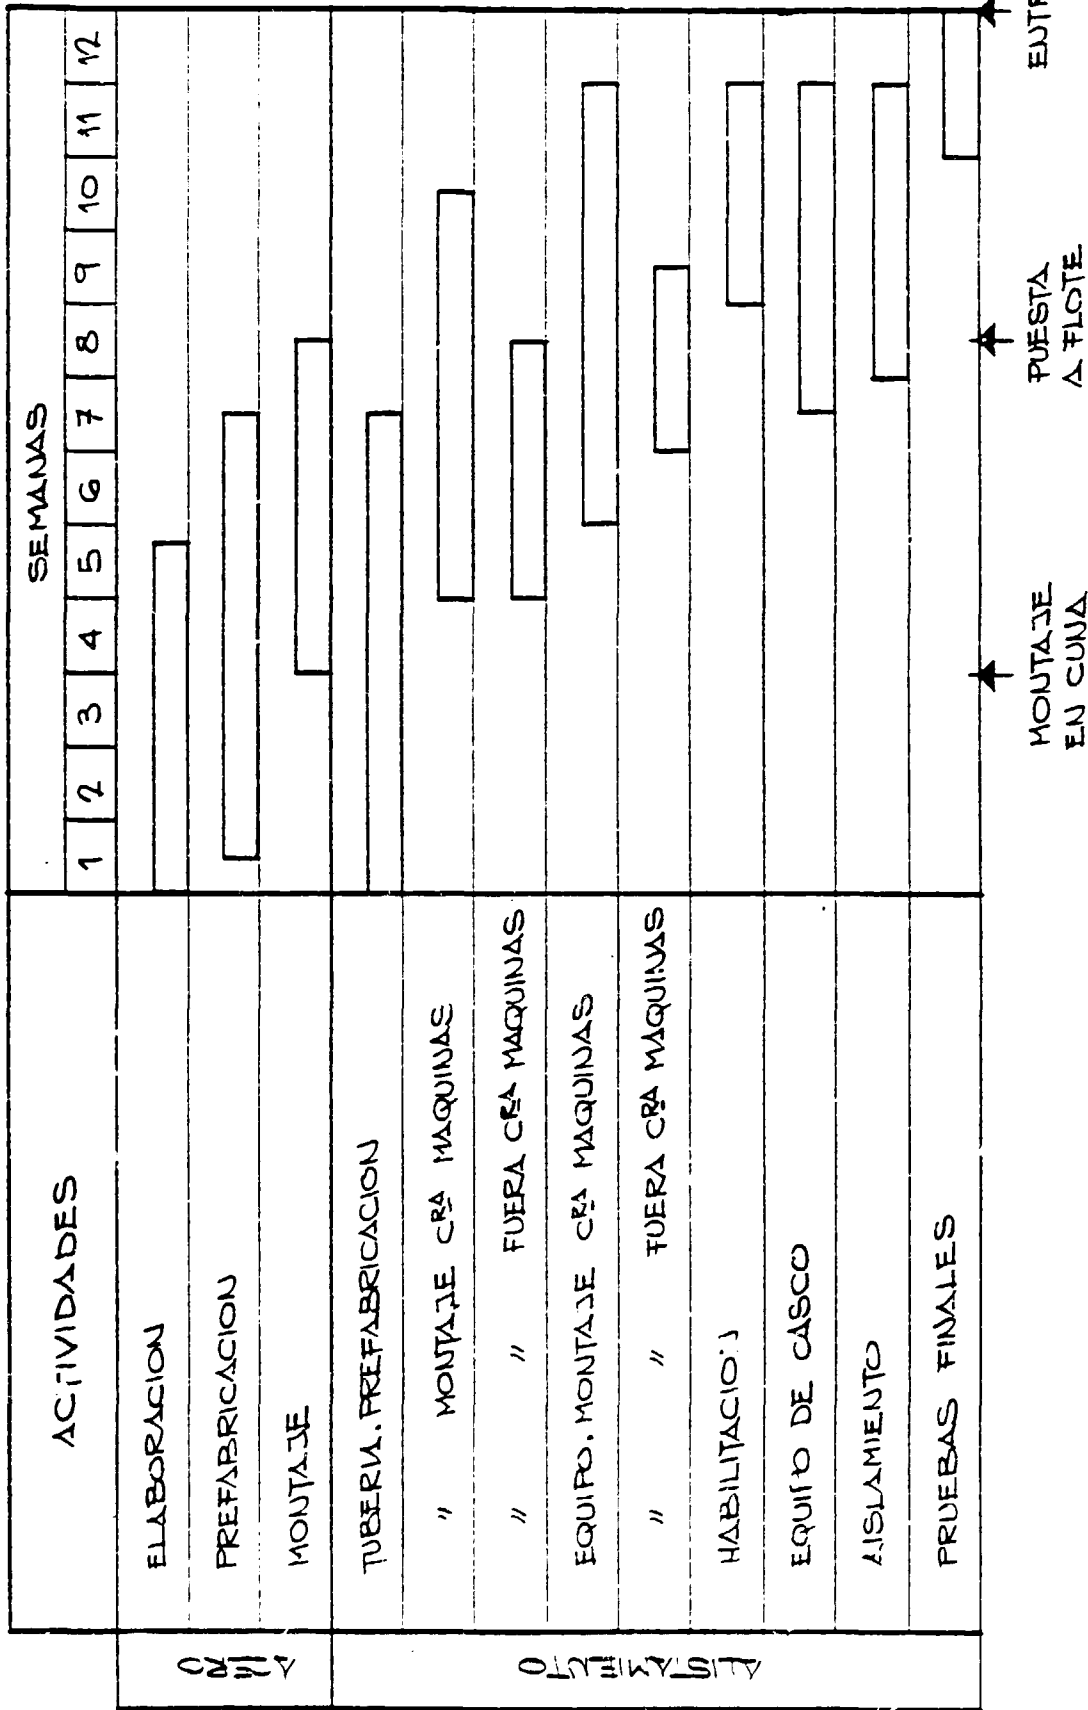 ACTIVIDADES
SEMANAS
1 2 3 4 5 6 7 8 9 10 11 12
ACERO
ELABORACION
PREFABRICACION
MONTAJE
ALISTAMIENTO
TUBERIA. PREFABRICACION
" MONTAJE CRA MAQUINAS
" " FUERA CRA MAQUINAS
EQUIPO. MONTAJE CRA MAQUINAS
" " FUERA CRA MAQUINAS
HABILITACION
EQUIPO DE CASCO
AISLAMIENTO
PRUEBAS FINALES
MONTAJE
EN CUNA
PUESTA
A FLOTE